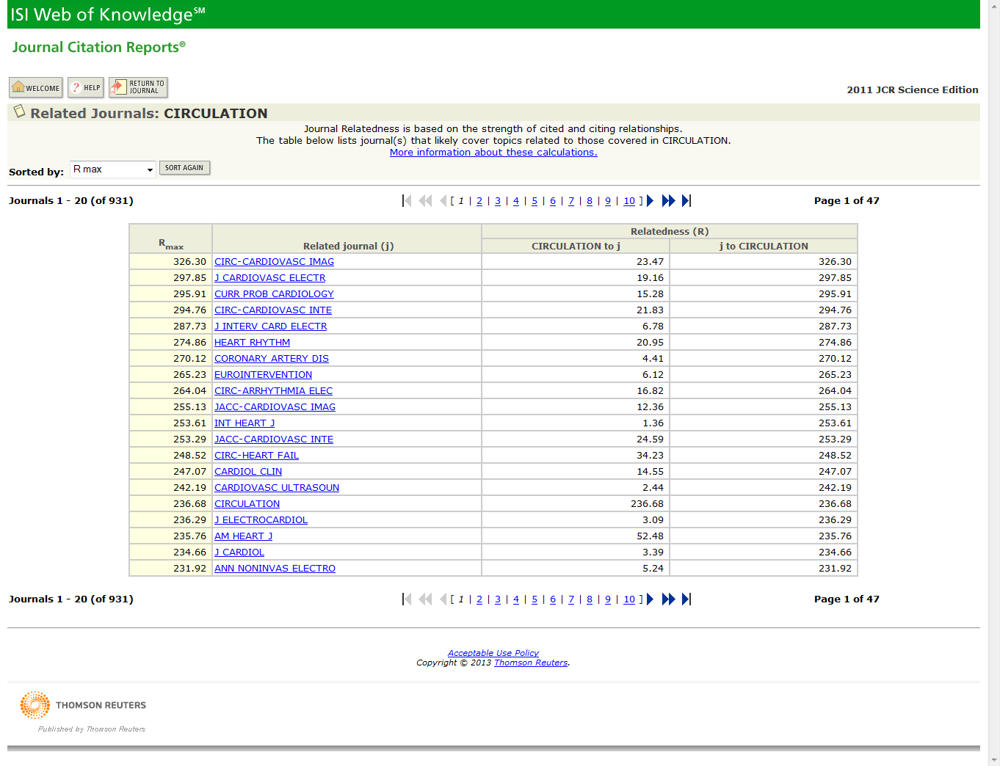 ISI Web of Knowledge℠
Journal Citation Reports®
WELCOME ? HELP RETURN TO JOURNAL
2011 JCR Science Edition
Related Journals: CIRCULATION
Journal Relatedness is based on the strength of cited and citing relationships.
The table below lists journal(s) that likely cover topics related to those covered in CIRCULATION.
More information about these calculations.
Sorted by: R max SORT AGAIN
Journals 1 - 20 (of 931) [ 1 | 2 | 3 | 4 | 5 | 6 | 7 | 8 | 9 | 10 ] Page 1 of 47
Rmax Related journal (j) Relatedness (R)
CIRCULATION to j j to CIRCULATION
326.30 CIRC-CARDIOVASC IMAG 23.47 326.30
297.85 J CARDIOVASC ELECTR 19.16 297.85
295.91 CURR PROB CARDIOLOGY 15.28 295.91
294.76 CIRC-CARDIOVASC INTE 21.83 294.76
287.73 J INTERV CARD ELECTR 6.78 287.73
274.86 HEART RHYTHM 20.95 274.86
270.12 CORONARY ARTERY DIS 4.41 270.12
265.23 EUROINTERVENTION 6.12 265.23
264.04 CIRC-ARRHYTHMIA ELEC 16.82 264.04
255.13 JACC-CARDIOVASC IMAG 12.36 255.13
253.61 INT HEART J 1.36 253.61
253.29 JACC-CARDIOVASC INTE 24.59 253.29
248.52 CIRC-HEART FAIL 34.23 248.52
247.07 CARDIOL CLIN 14.55 247.07
242.19 CARDIOVASC ULTRASOUN 2.44 242.19
236.68 CIRCULATION 236.68 236.68
236.29 J ELECTROCARDIOL 3.09 236.29
235.76 AM HEART J 52.48 235.76
234.66 J CARDIOL 3.39 234.66
231.92 ANN NONINVAS ELECTRO 5.24 231.92
Journals 1 - 20 (of 931) [ 1 | 2 | 3 | 4 | 5 | 6 | 7 | 8 | 9 | 10 ] Page 1 of 47
Acceptable Use Policy
Copyright © 2013 Thomson Reuters.
THOMSON REUTERS
Published by Thomson Reuters